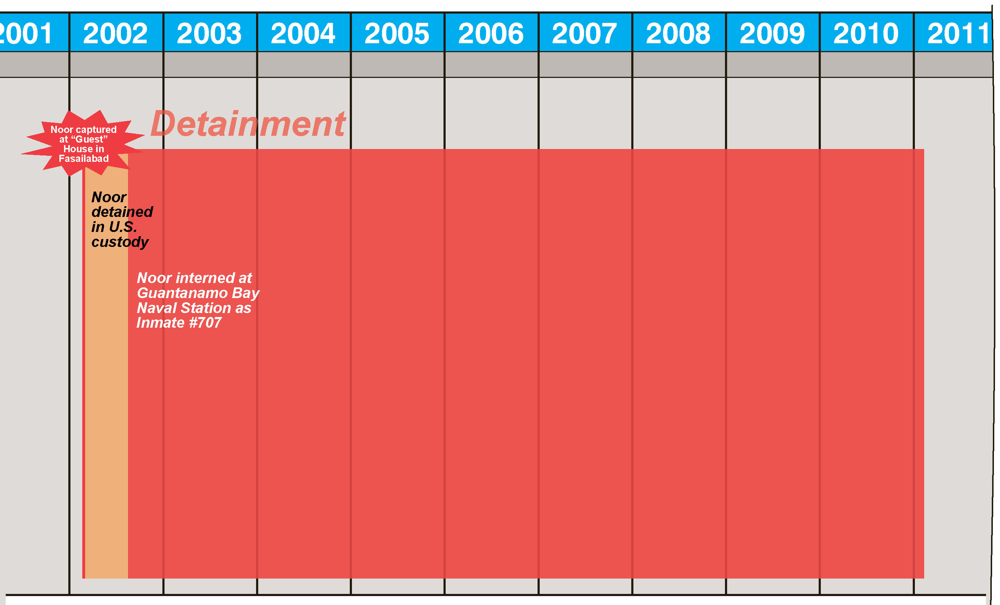 2001 2002 2003 2004 2005 2006 2007 2008 2009 2010 2011
Detainment
Noor captured
at “Guest”
House in
Fasailabad
Noor
detained
in U.S.
custody
Noor interned at
Guantanamo Bay
Naval Station as
Inmate #707